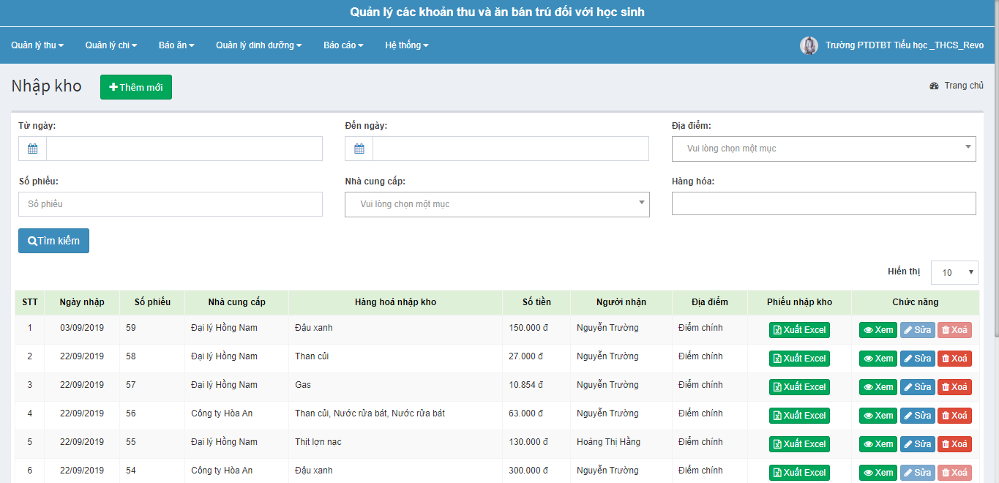 Quản lý các khoản thu và ăn bán trú đối với học sinh
Quản lý thu Quản lý chi Báo ăn Quản lý dinh dưỡng Báo cáo Hệ thống Trường PTDTBT Tiểu học _THCS_Revo
Nhập kho Thêm mới Trang chủ
Từ ngày: Đến ngày: Địa điểm:
Vui lòng chọn một mục
Số phiếu: Nhà cung cấp: Hàng hóa:
Số phiếu Vui lòng chọn một mục
Tìm kiếm
Hiển thị 10
STT Ngày nhập Số phiếu Nhà cung cấp Hàng hoá nhập kho Số tiền Người nhận Địa điểm Phiếu nhập kho Chức năng
1 03/09/2019 59 Đại lý Hồng Nam Đậu xanh 150.000 đ Nguyễn Trường Điểm chính Xuất Excel Xem Sửa Xoá
2 22/09/2019 58 Đại lý Hồng Nam Than củi 27.000 đ Nguyễn Trường Điểm chính Xuất Excel Xem Sửa Xoá
3 22/09/2019 57 Đại lý Hồng Nam Gas 10.854 đ Nguyễn Trường Điểm chính Xuất Excel Xem Sửa Xoá
4 22/09/2019 56 Công ty Hòa An Than củi, Nước rửa bát, Nước rửa bát 63.000 đ Nguyễn Trường Điểm chính Xuất Excel Xem Sửa Xoá
5 22/09/2019 55 Đại lý Hồng Nam Thịt lợn nạc 130.000 đ Hoàng Thị Hằng Điểm chính Xuất Excel Xem Sửa Xoá
6 22/09/2019 54 Công ty Hòa An Đậu xanh 300.000 đ Nguyễn Trường Điểm chính Xuất Excel Xem Sửa Xoá